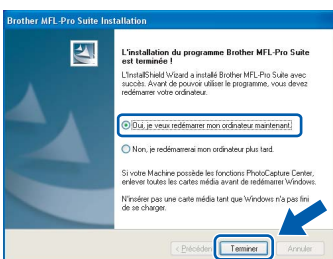 Brother MFL-Pro Suite Installation
L'installation du programme Brother MFL-Pro Suite
est terminée !
L'InstallShield Wizard a installé Brother MFL-Pro Suite avec
succès. Avant de pouvoir utiliser le programme, vous devez
redémarrer votre ordinateur.
Oui, je veux redémarrer mon ordinateur maintenant.
Non, je redémarrerai mon ordinateur plus tard.
Si votre Machine possède les fonctions PhotoCapture Center,
enlever toutes les cartes média avant de redémarrer Windows.
N'insérer pas une carte média tant que Windows n'a pas fini
de se charger.
< Précédent Terminer Annuler